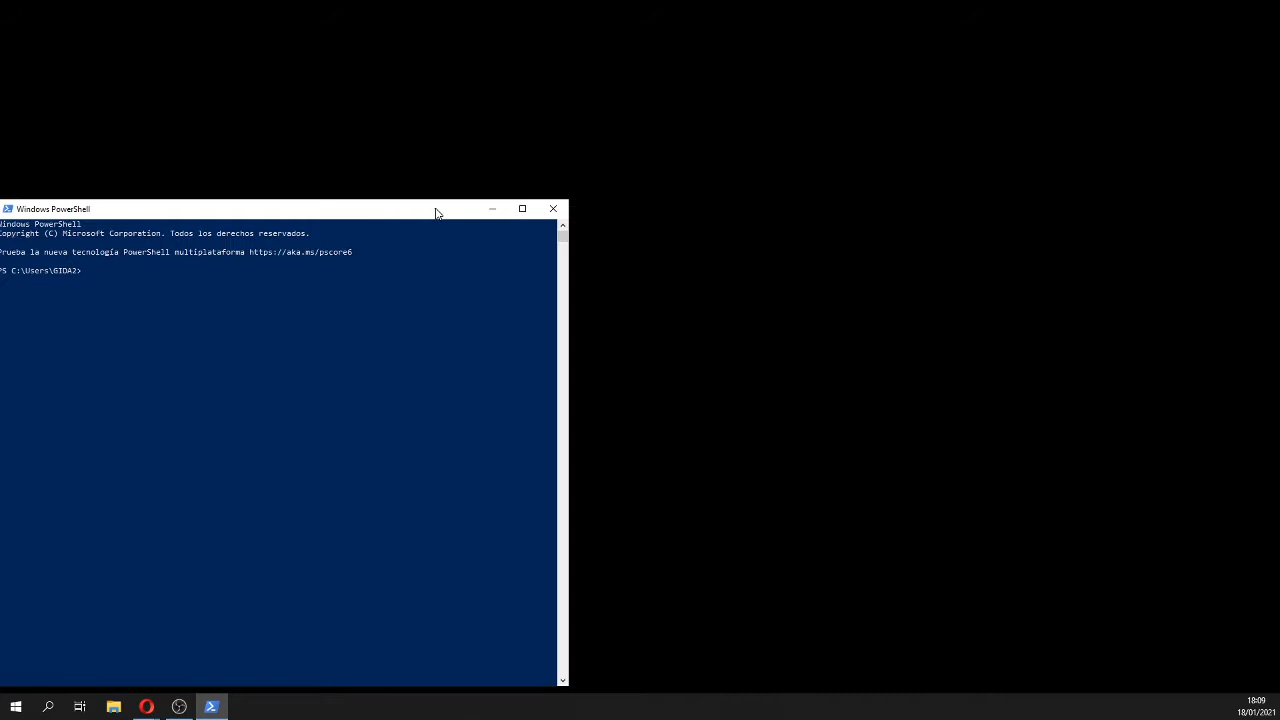 Windows PowerShell
Windows PowerShell
Copyright (C) Microsoft Corporation. Todos los derechos reservados.
Prueba la nueva tecnología PowerShell multiplataforma https://aka.ms/pscore6
PS C:\Users\GIDA2>
18:09
18/01/2021